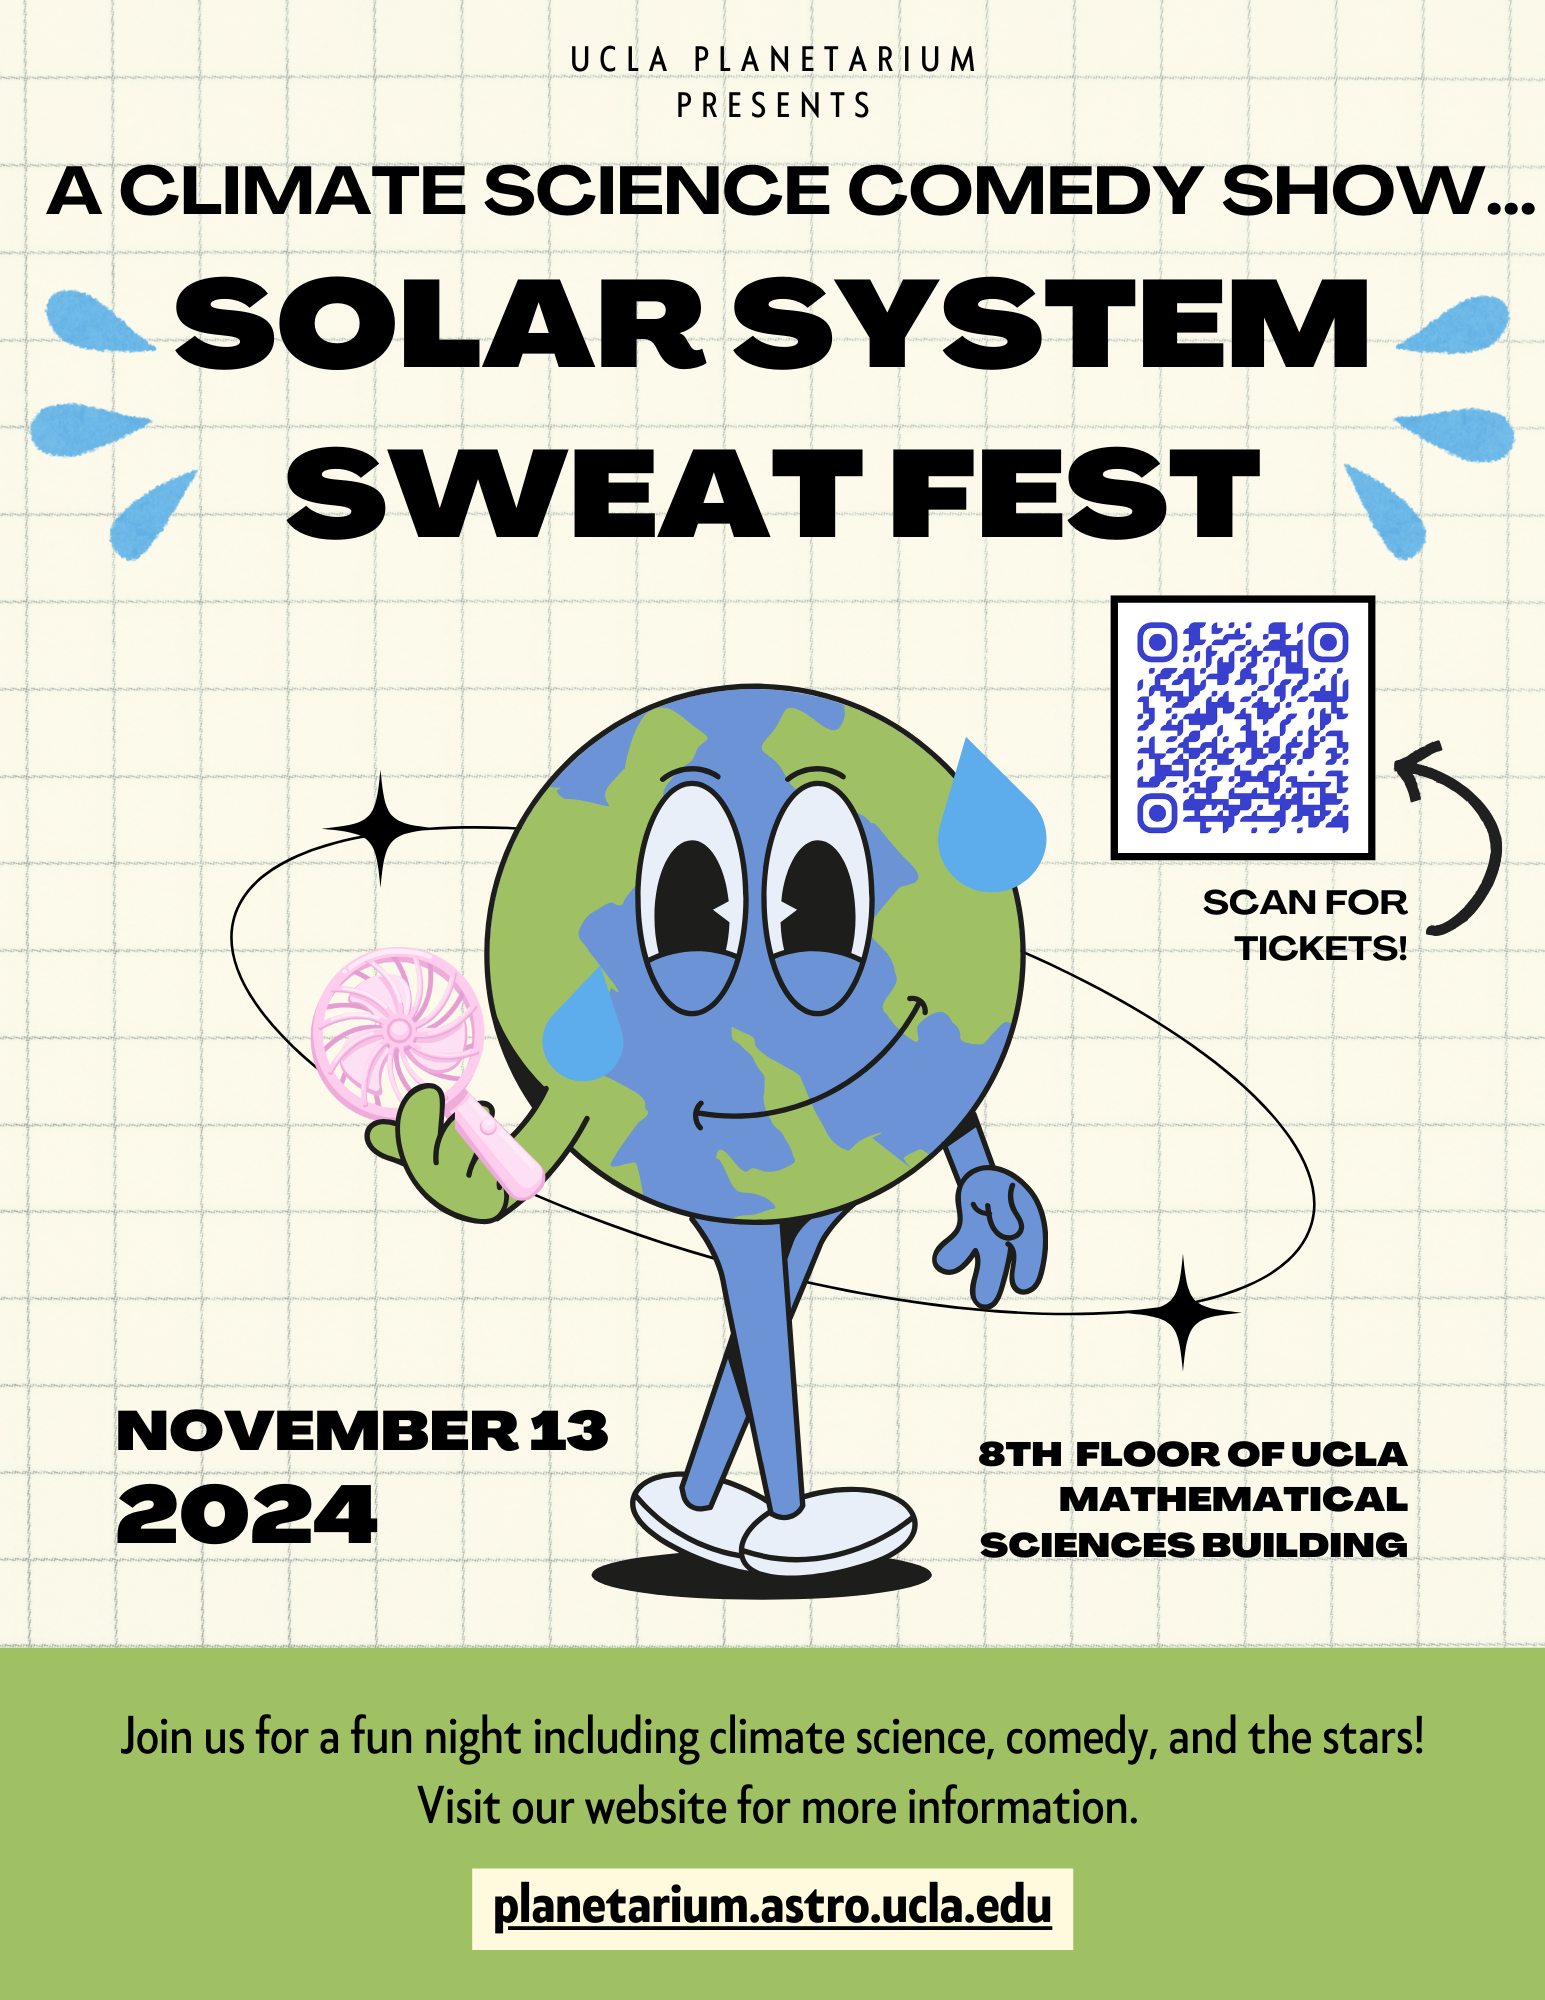 UCLA PLANETARIUM
PRESENTS
A CLIMATE SCIENCE COMEDY SHOW...
SOLAR SYSTEM
SWEAT FEST
SCAN FOR
TICKETS!
NOVEMBER 13
2024
8TH FLOOR OF UCLA
MATHEMATICAL
SCIENCES BUILDING
Join us for a fun night including climate science, comedy, and the stars!
Visit our website for more information.
planetarium.astro.ucla.edu